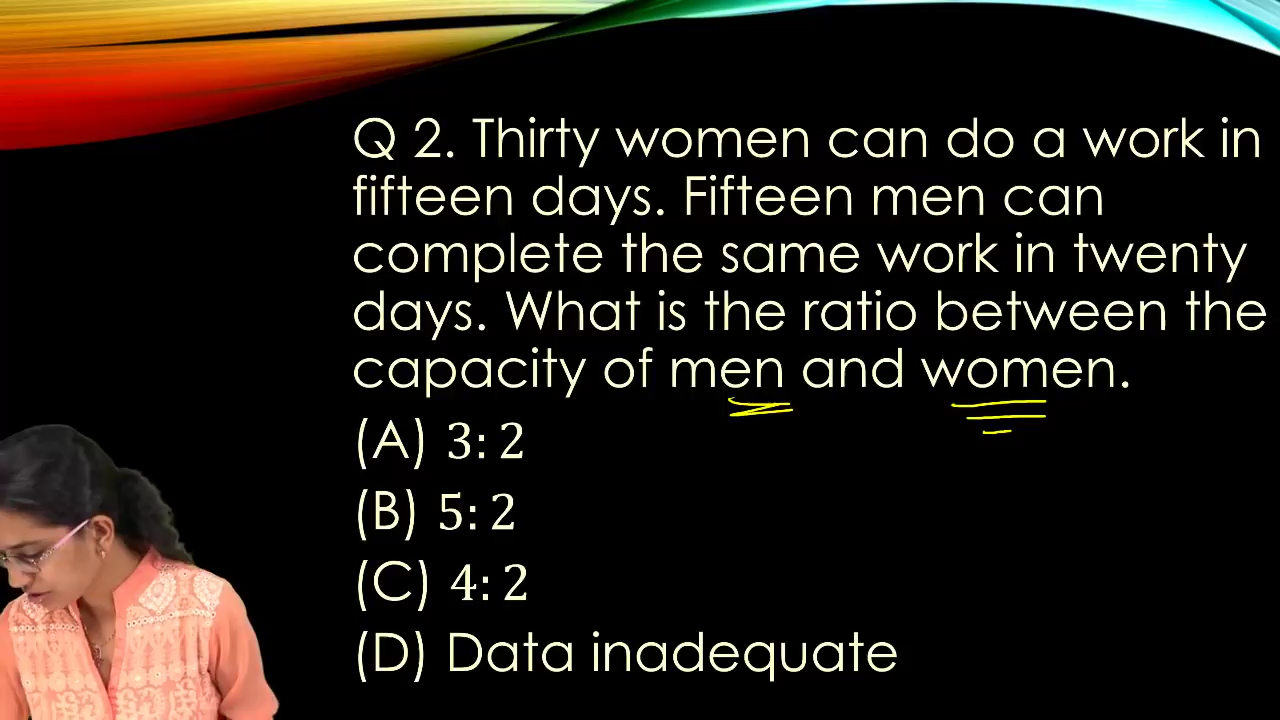 Q 2. Thirty women can do a work in
fifteen days. Fifteen men can
complete the same work in twenty
days. What is the ratio between the
capacity of men and women.
(A) 3: 2
(B) 5: 2
(C) 4: 2
(D) Data inadequate